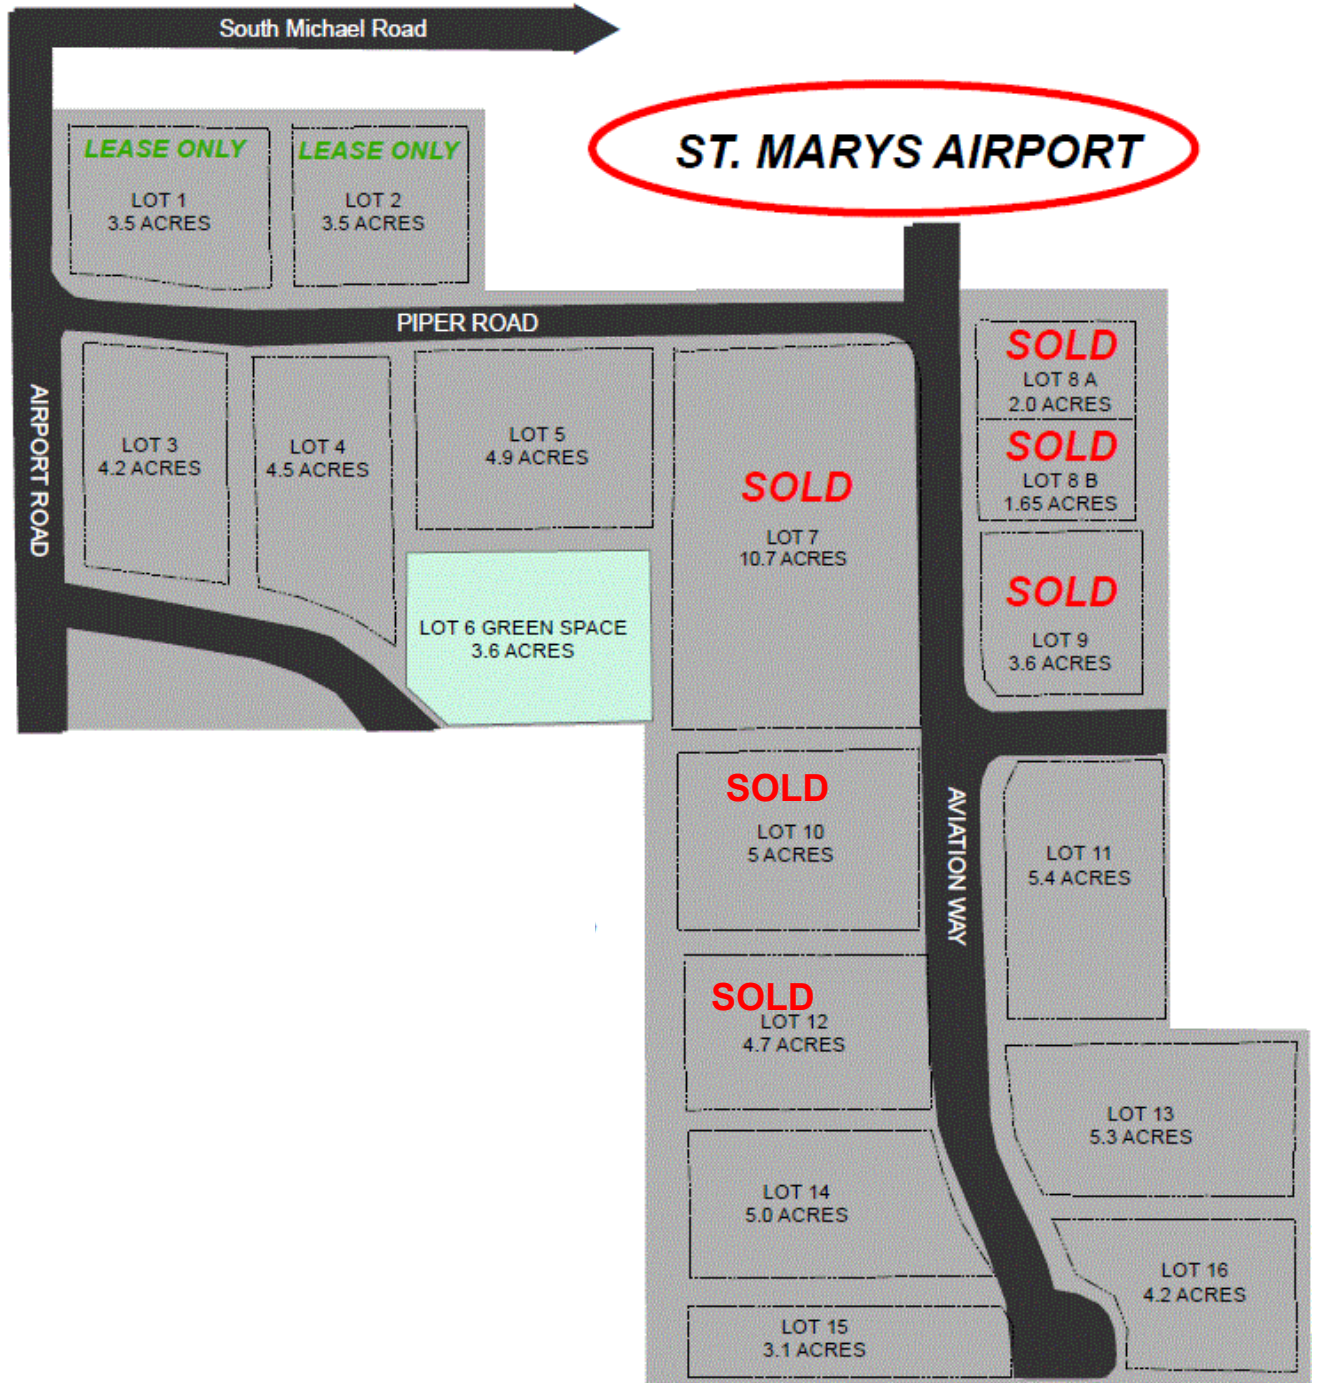 South Michael Road
ST. MARYS AIRPORT
LEASE ONLY
LOT 1
3.5 ACRES
LEASE ONLY
LOT 2
3.5 ACRES
PIPER ROAD
AIRPORT ROAD
LOT 3
4.2 ACRES
LOT 4
4.5 ACRES
LOT 5
4.9 ACRES
LOT 6 GREEN SPACE
3.6 ACRES
SOLD
LOT 7
10.7 ACRES
SOLD
LOT 8 A
2.0 ACRES
SOLD
LOT 8 B
1.65 ACRES
SOLD
LOT 9
3.6 ACRES
SOLD
LOT 10
5 ACRES
AVIATION WAY
LOT 11
5.4 ACRES
SOLD
LOT 12
4.7 ACRES
LOT 13
5.3 ACRES
LOT 14
5.0 ACRES
LOT 15
3.1 ACRES
LOT 16
4.2 ACRES